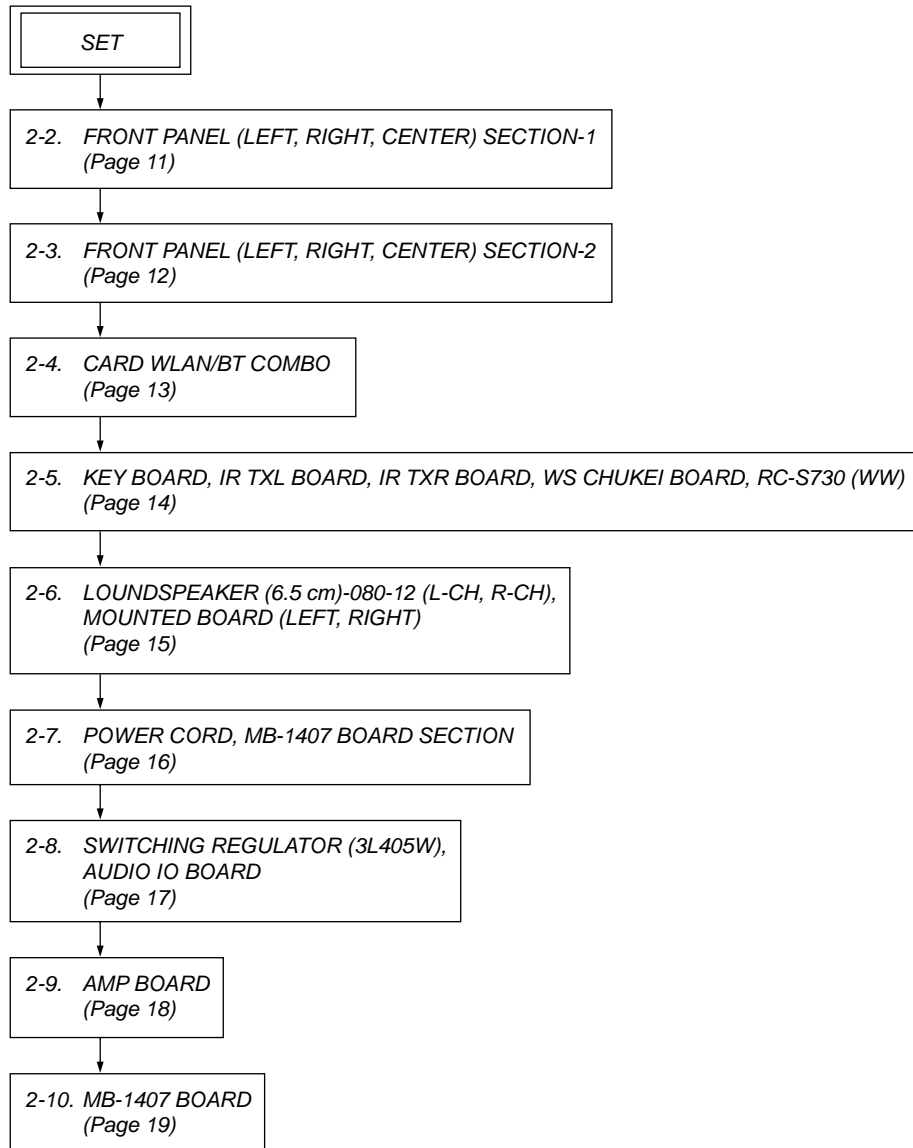 SET
2-2. FRONT PANEL (LEFT, RIGHT, CENTER) SECTION-1
(Page 11)
2-3. FRONT PANEL (LEFT, RIGHT, CENTER) SECTION-2
(Page 12)
2-4. CARD WLAN/BT COMBO
(Page 13)
2-5. KEY BOARD, IR TXL BOARD, IR TXR BOARD, WS CHUKEI BOARD, RC-S730 (WW)
(Page 14)
2-6. LOUNDSPEAKER (6.5 cm)-080-12 (L-CH, R-CH),
MOUNTED BOARD (LEFT, RIGHT)
(Page 15)
2-7. POWER CORD, MB-1407 BOARD SECTION
(Page 16)
2-8. SWITCHING REGULATOR (3L405W),
AUDIO IO BOARD
(Page 17)
2-9. AMP BOARD
(Page 18)
2-10. MB-1407 BOARD
(Page 19)